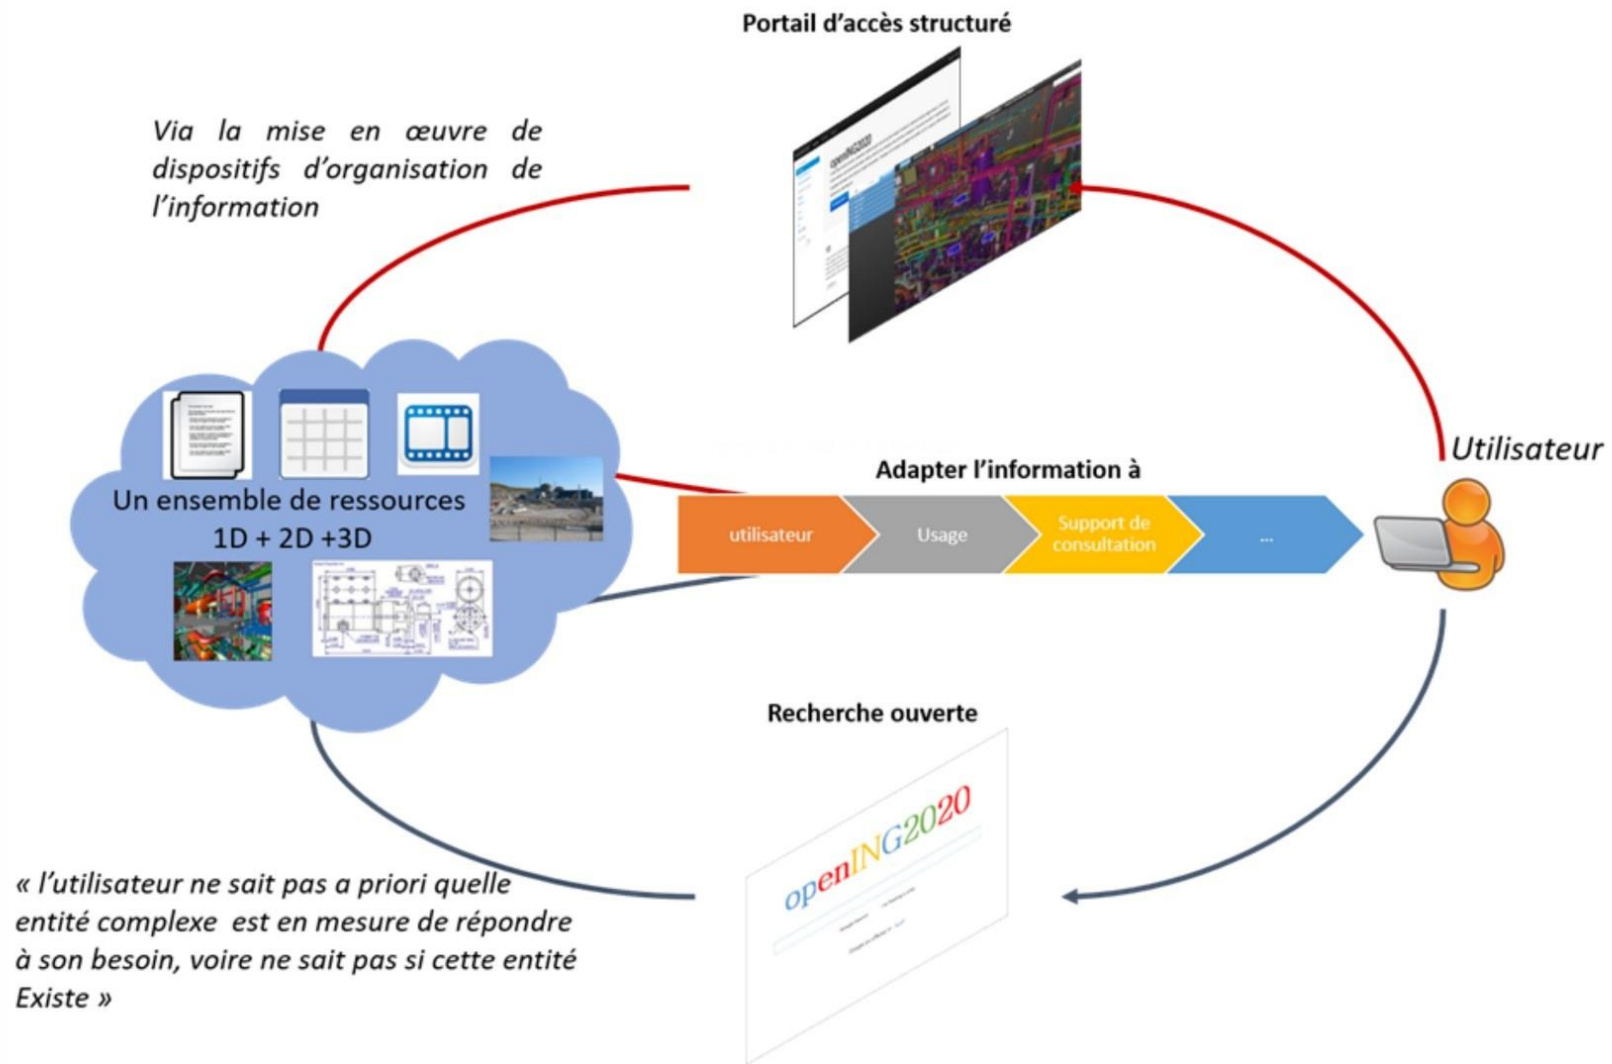 Portail d'accès structuré
Via la mise en œuvre de
dispositifs d'organisation de
l'information
openING2020
Utilisateur
Adapter l'information à
utilisateur
Usage
Support de
consultation
...
Un ensemble de ressources
1D + 2D +3D
Recherche ouverte
openING2020
« l'utilisateur ne sait pas a priori quelle
entité complexe est en mesure de répondre
à son besoin, voire ne sait pas si cette entité
Existe »